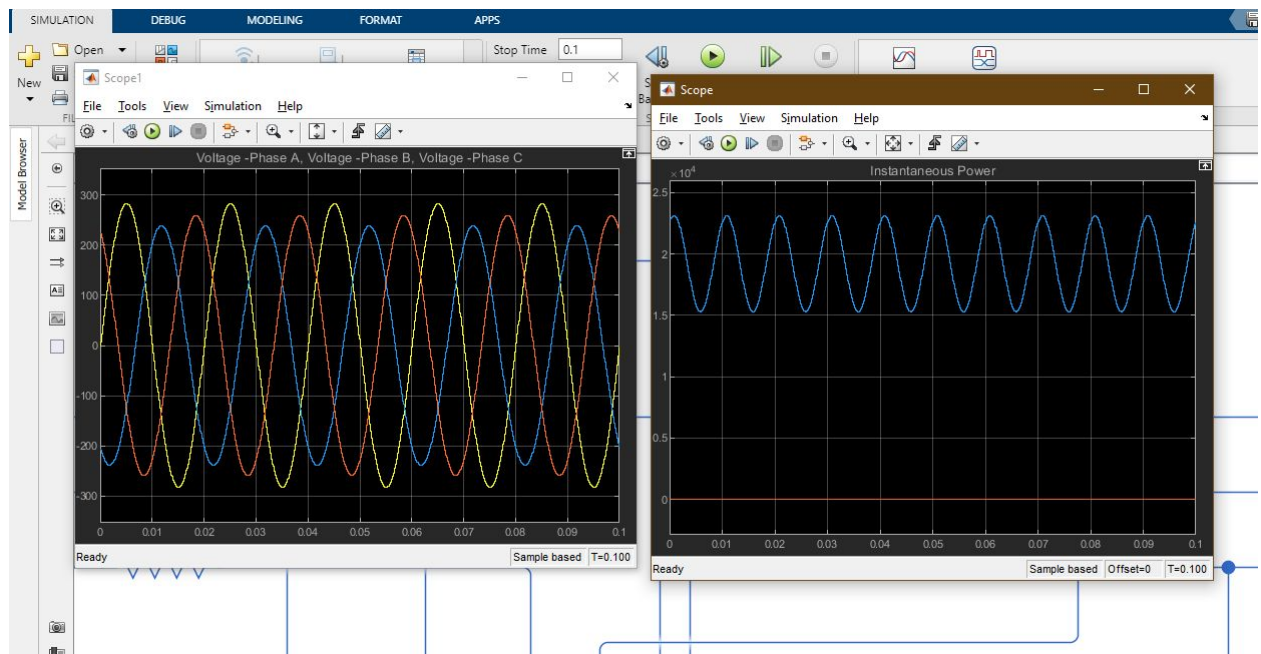 SIMULATION DEBUG MODELING FORMAT APPS
Open Stop Time 0.1
New
Model Browser
Scope1
File Tools View Simulation Help
Voltage -Phase A, Voltage -Phase B, Voltage -Phase C
300
200
100
0
-100
-200
-300
0 0.01 0.02 0.03 0.04 0.05 0.06 0.07 0.08 0.09 0.1
Ready Sample based T=0.100
Scope
File Tools View Simulation Help
Instantaneous Power
×10⁴
2.5
2
1.5
1
0.5
0
0 0.01 0.02 0.03 0.04 0.05 0.06 0.07 0.08 0.09 0.1
Ready Sample based Offset=0 T=0.100